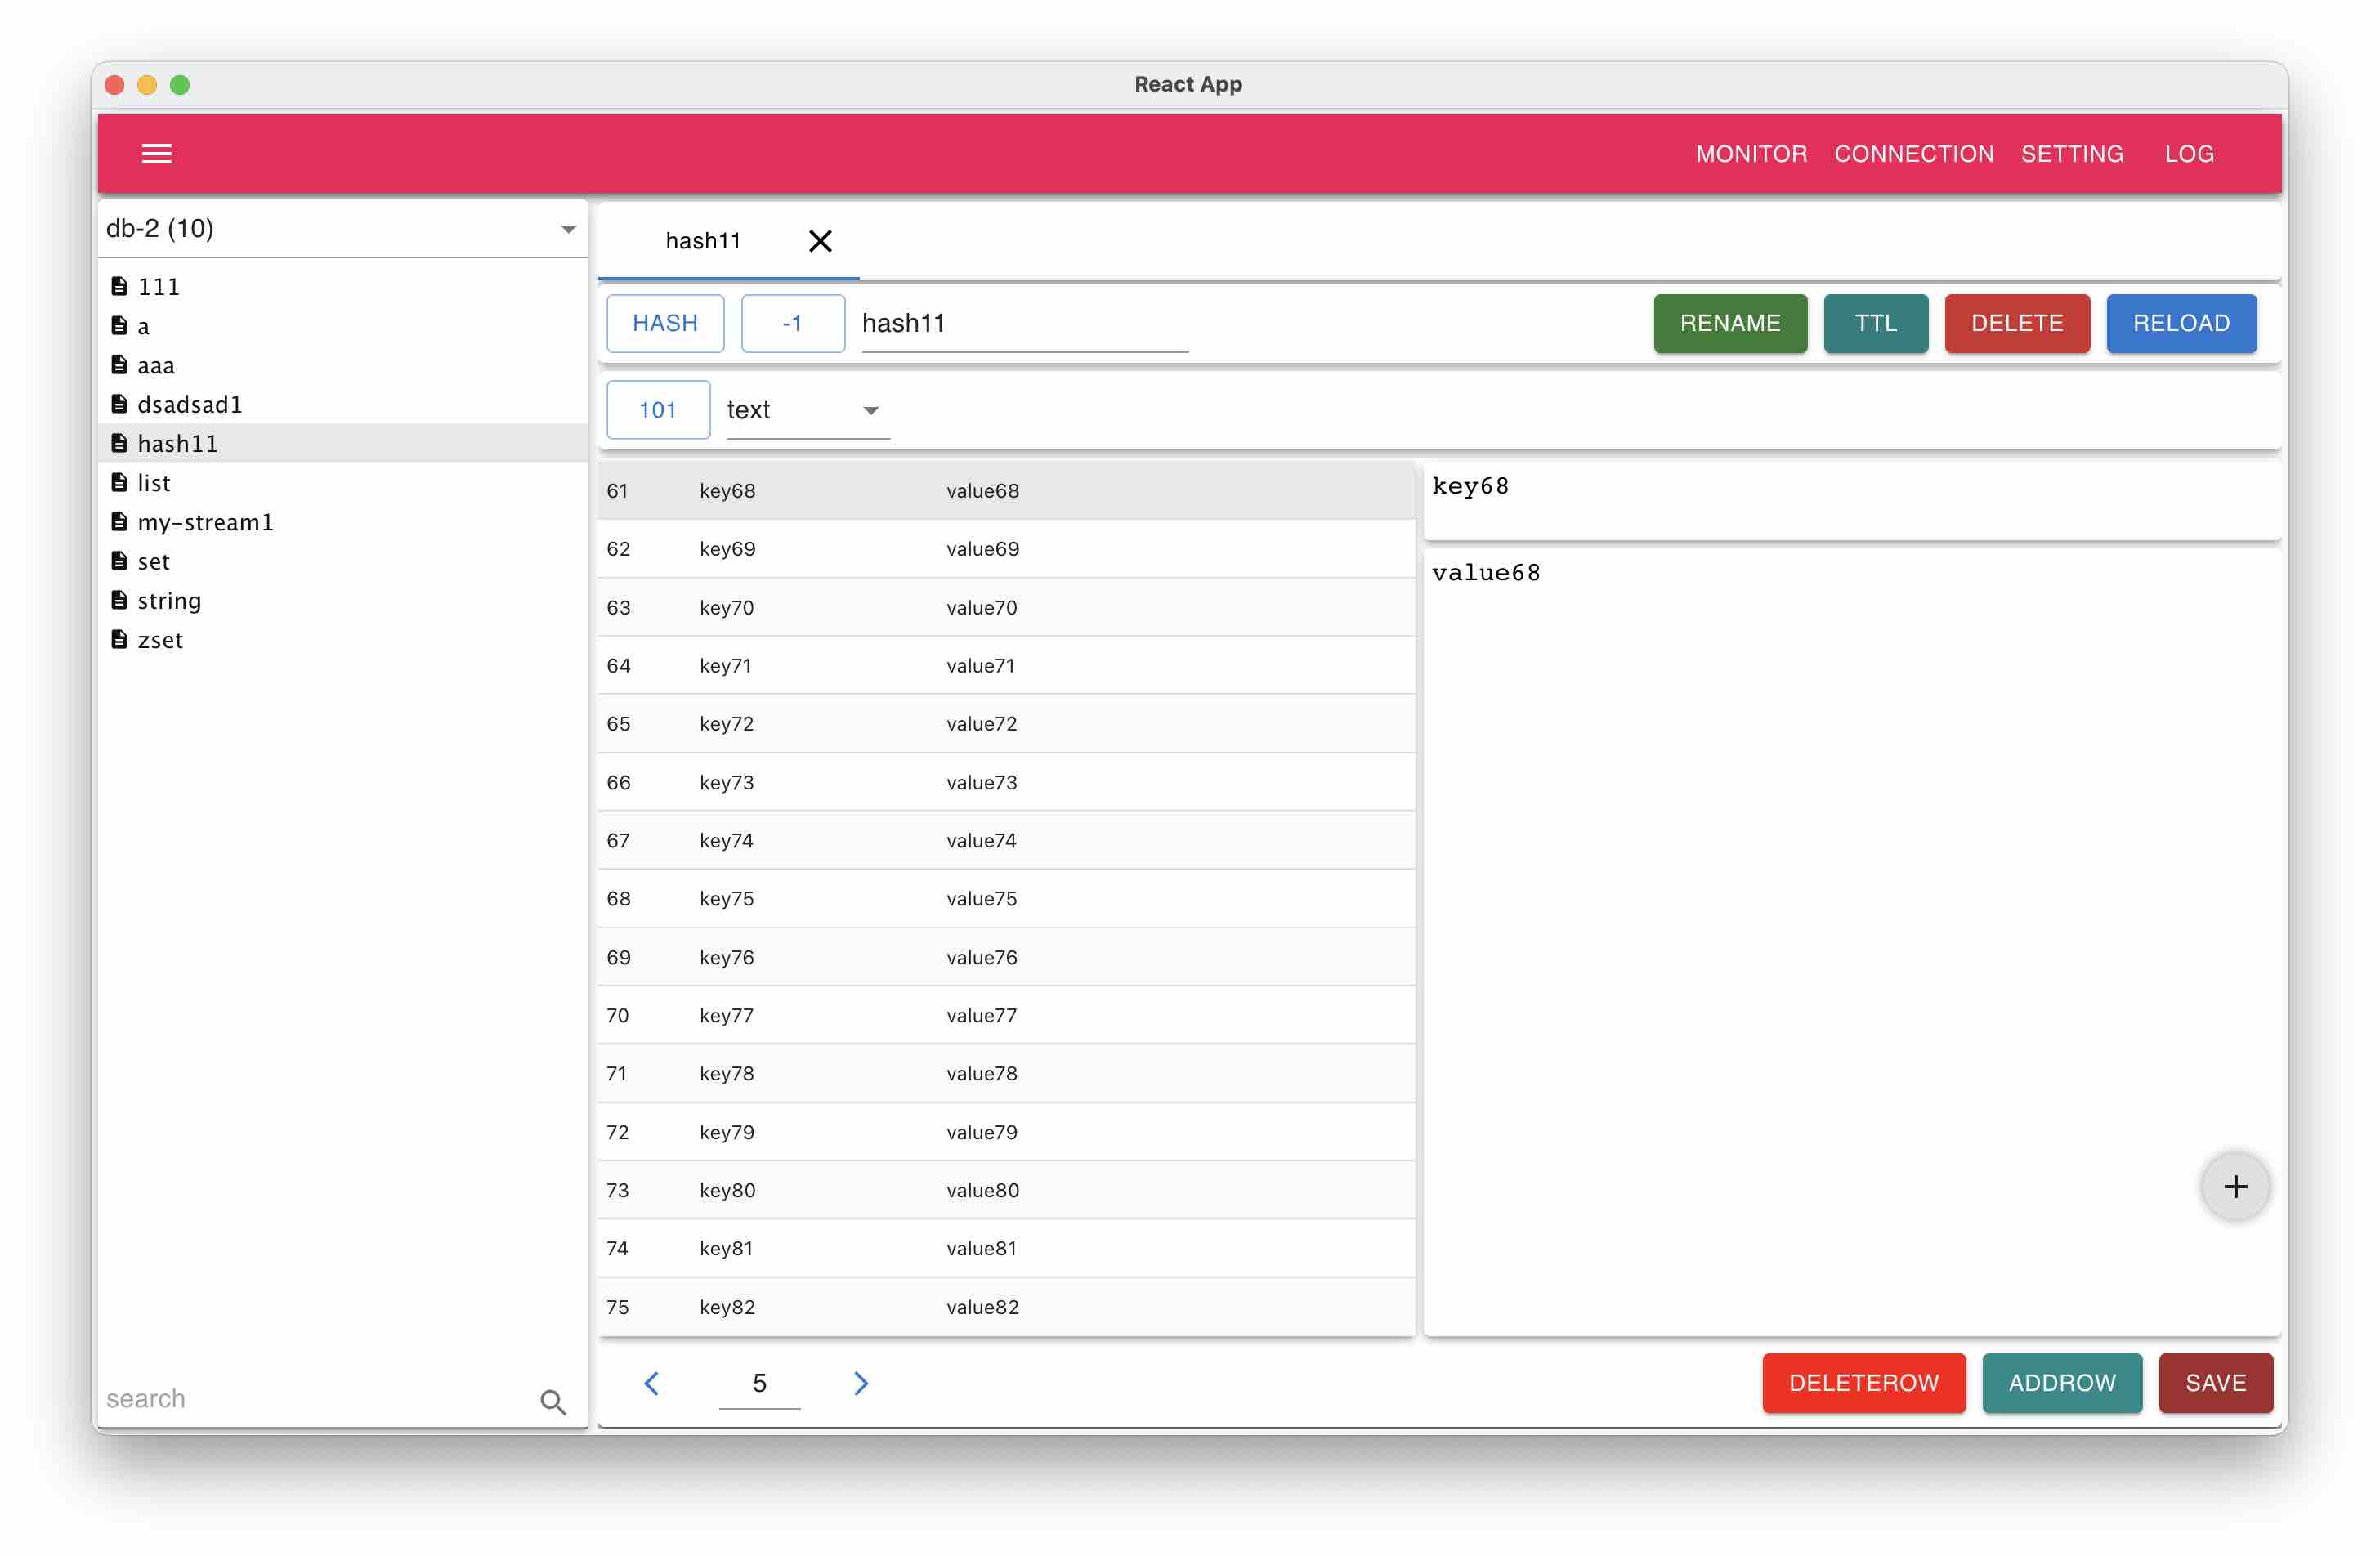 React App
MONITOR CONNECTION SETTING LOG
db-2 (10)
111
a
aaa
dsadsad1
hash11
list
my-stream1
set
string
zset
search
hash11
HASH -1 hash11 RENAME TTL DELETE RELOAD
101 text
61 key68 value68
62 key69 value69
63 key70 value70
64 key71 value71
65 key72 value72
66 key73 value73
67 key74 value74
68 key75 value75
69 key76 value76
70 key77 value77
71 key78 value78
72 key79 value79
73 key80 value80
74 key81 value81
75 key82 value82
key68
value68
5
DELETEROW ADDROW SAVE